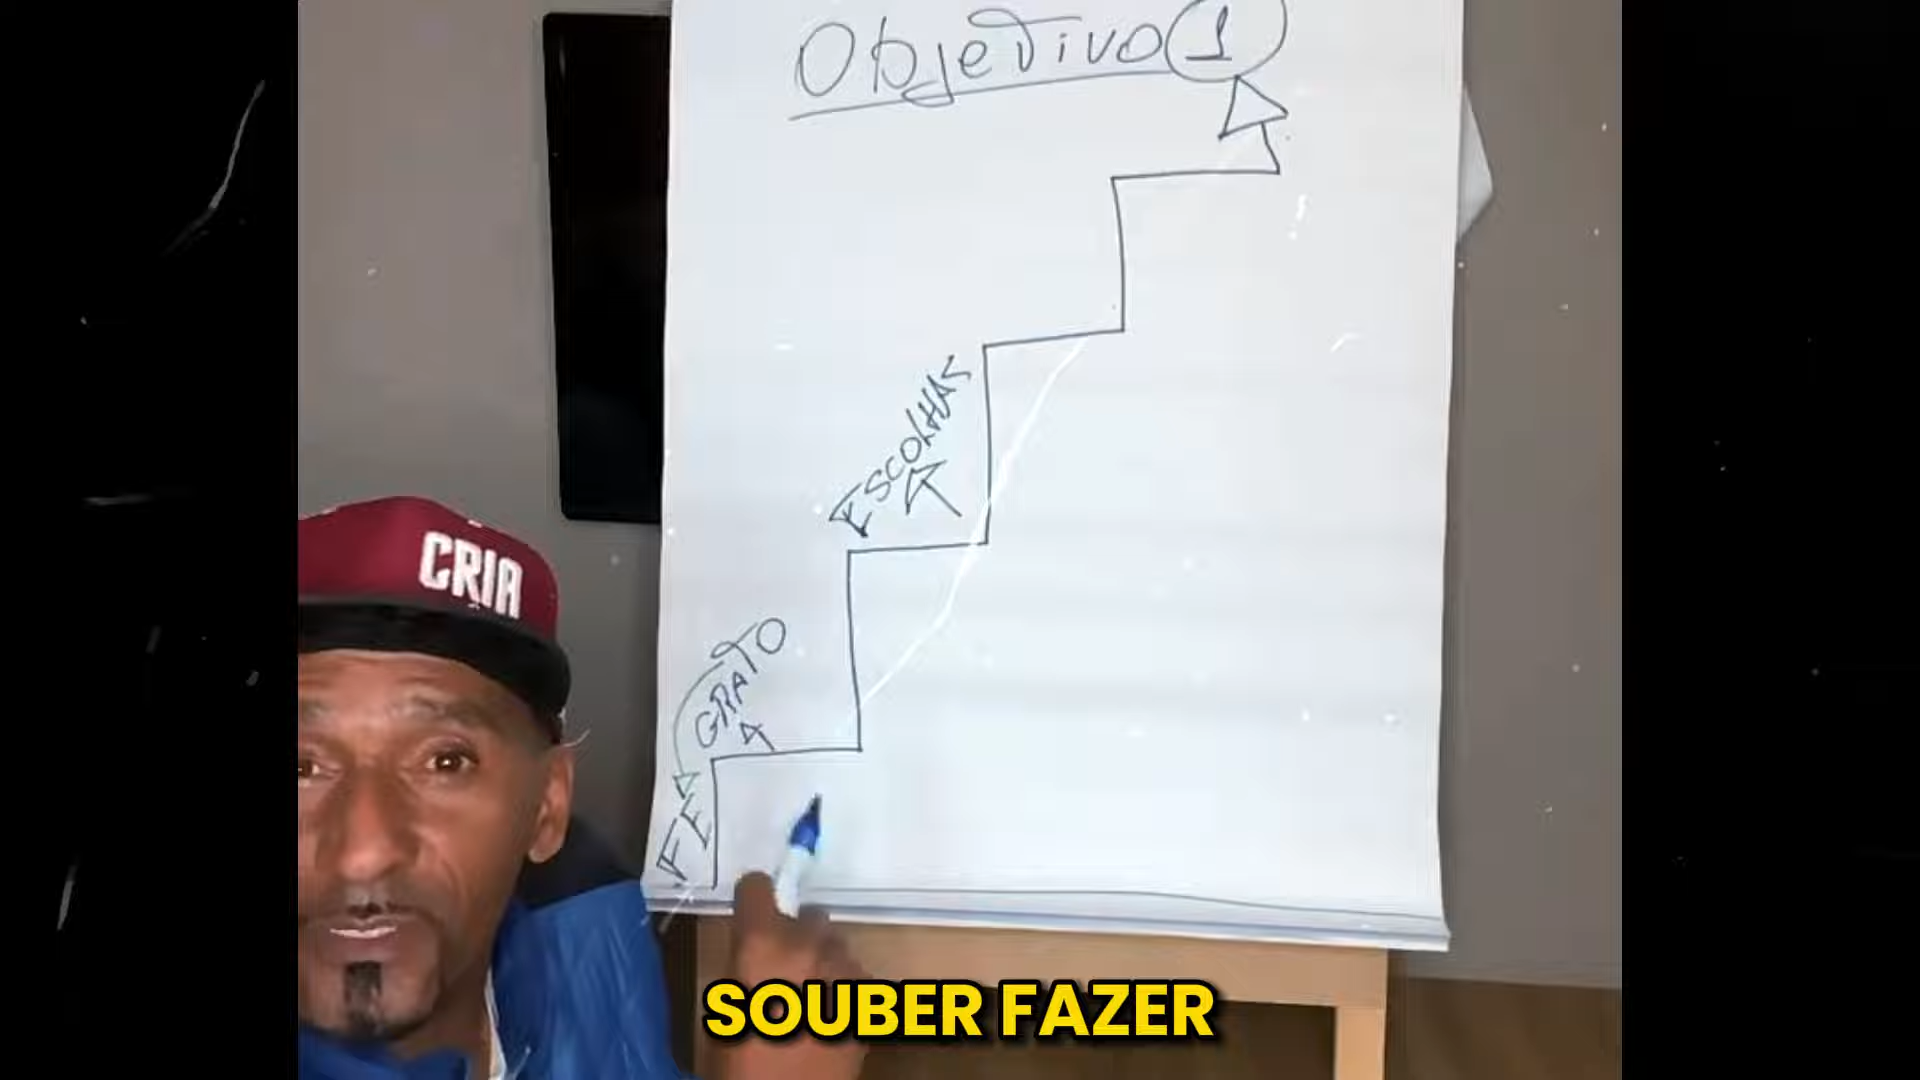 Objetivo 1
ESCOLHAS
GRATO
FÉ
CRIA
SOUBER FAZER